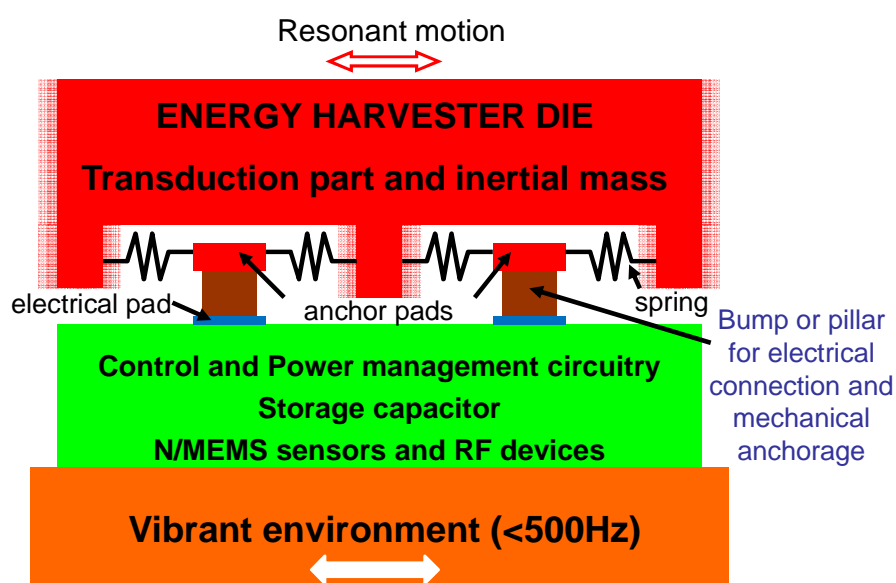 Resonant motion
ENERGY HARVESTER DIE
Transduction part and inertial mass
electrical pad
anchor pads
spring
Bump or pillar
for electrical
connection and
mechanical
anchorage
Control and Power management circuitry
Storage capacitor
N/MEMS sensors and RF devices
Vibrant environment (<500Hz)